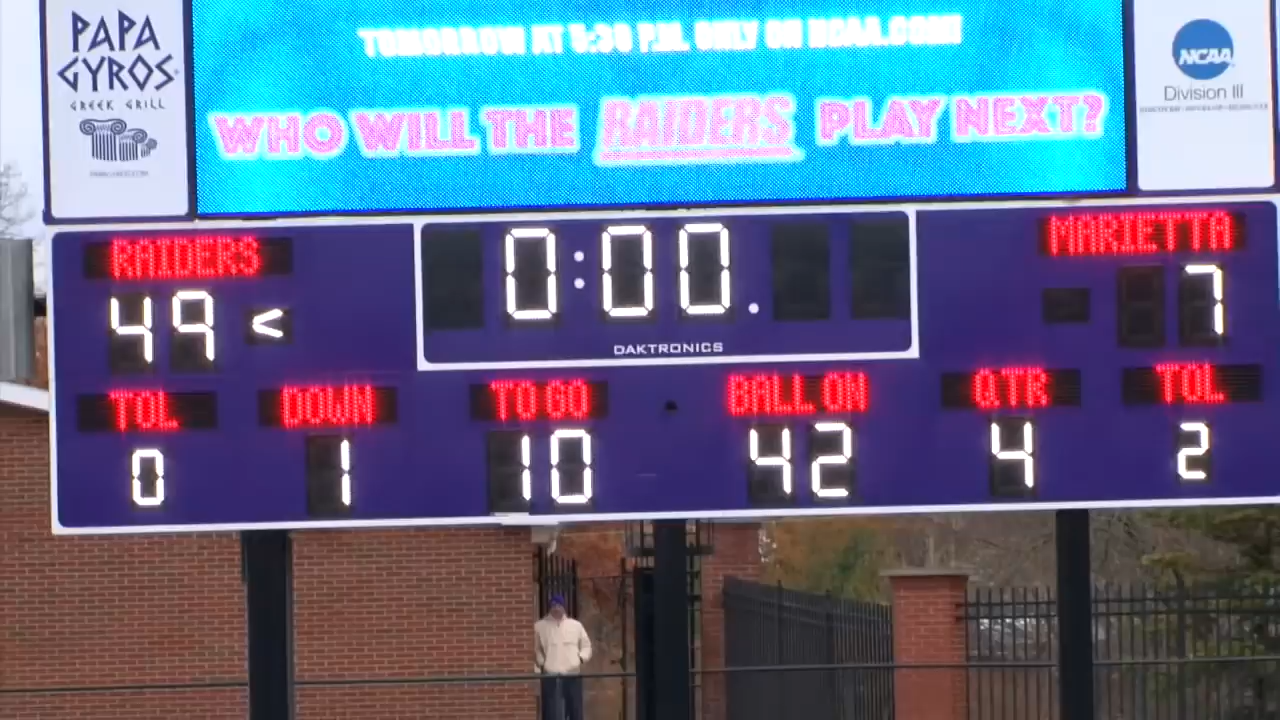 PAPA
GYROS
GREEK GRILL
TOMORROW AT 5:30 P.M. ONLY ON NCAA.COM!
WHO WILL THE RAIDERS PLAY NEXT?
NCAA
Division III
RAIDERS
49 <
0:00.
DAKTRONICS
MARIETTA
7
TOL DOWN TO GO BALL ON QTR TOL
0 1 10 42 4 2